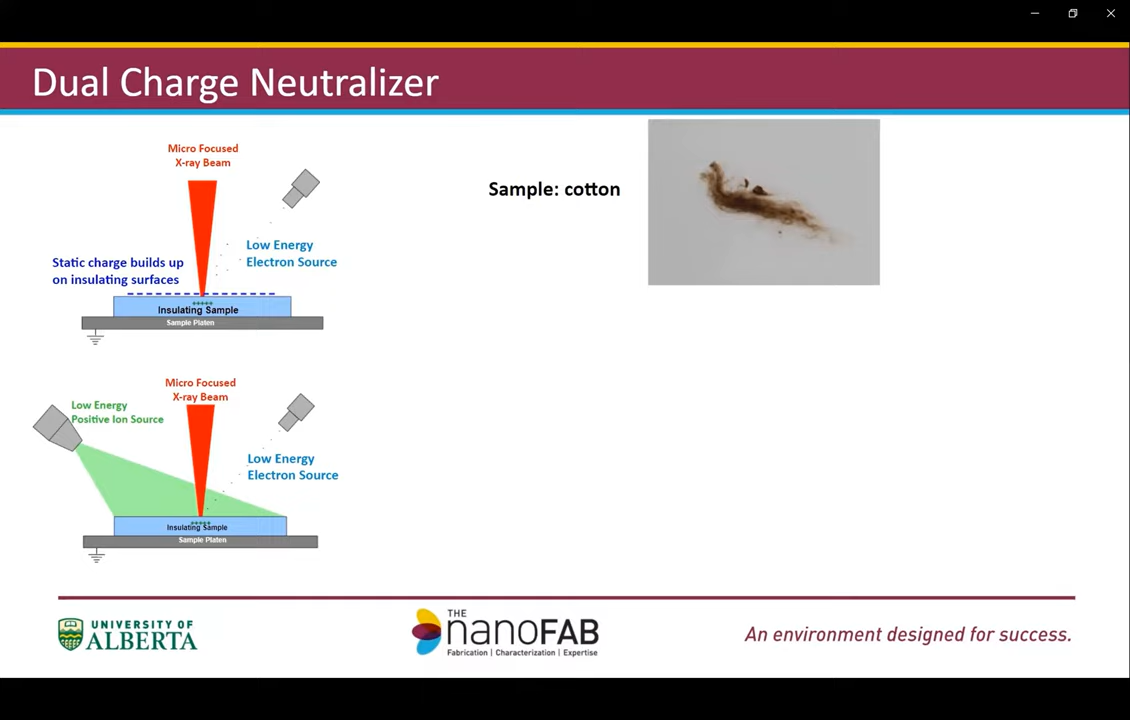 Dual Charge Neutralizer
Micro Focused
X-ray Beam
Sample: cotton
Low Energy
Electron Source
Static charge builds up
on insulating surfaces
+++++
Insulating Sample
Sample Platen
Micro Focused
X-ray Beam
Low Energy
Positive Ion Source
Low Energy
Electron Source
+++++
Insulating Sample
Sample Platen
UNIVERSITY OF
ALBERTA
THE
nanoFAB
Fabrication | Characterization | Expertise
An environment designed for success.